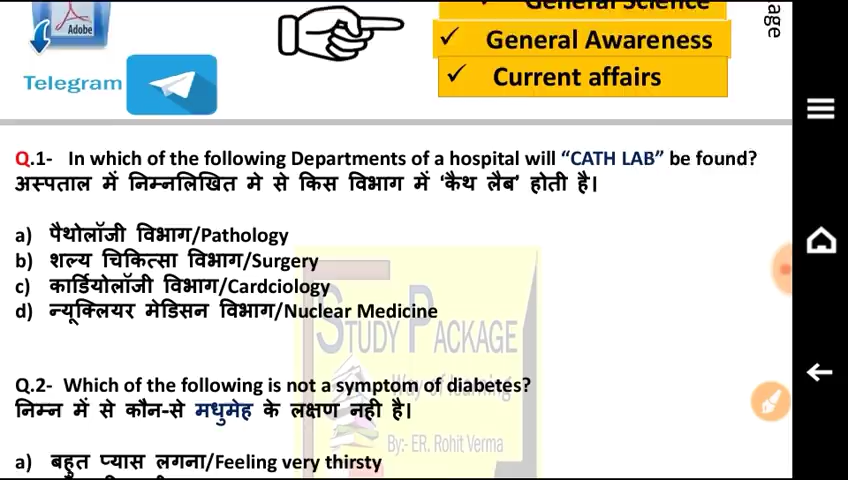 General Science
age
Adobe
✓ General Awareness
Telegram
✓ Current affairs
Q.1- In which of the following Departments of a hospital will “CATH LAB” be found?
अस्पताल में निम्नलिखित मे से किस विभाग में ‘कैथ लैब’ होती है।
a) पैथोलॉजी विभाग/Pathology
b) शल्य चिकित्सा विभाग/Surgery
c) कार्डियोलॉजी विभाग/Cardciology
d) न्यूक्लियर मेडिसन विभाग/Nuclear Medicine
STUDY PACKAGE
Way of learning
Q.2- Which of the following is not a symptom of diabetes?
निम्न में से कौन-से मधुमेह के लक्षण नही है।
By:- ER. Rohit Verma
a) बहुत प्यास लगना/Feeling very thirsty